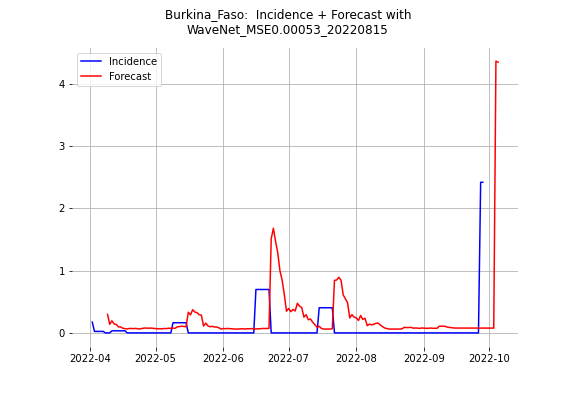 Burkina_Faso:  Incidence + Forecast with
WaveNet_MSE0.00053_20220815
Incidence
Forecast
4
3
2
1
0
2022-04 2022-05 2022-06 2022-07 2022-08 2022-09 2022-10